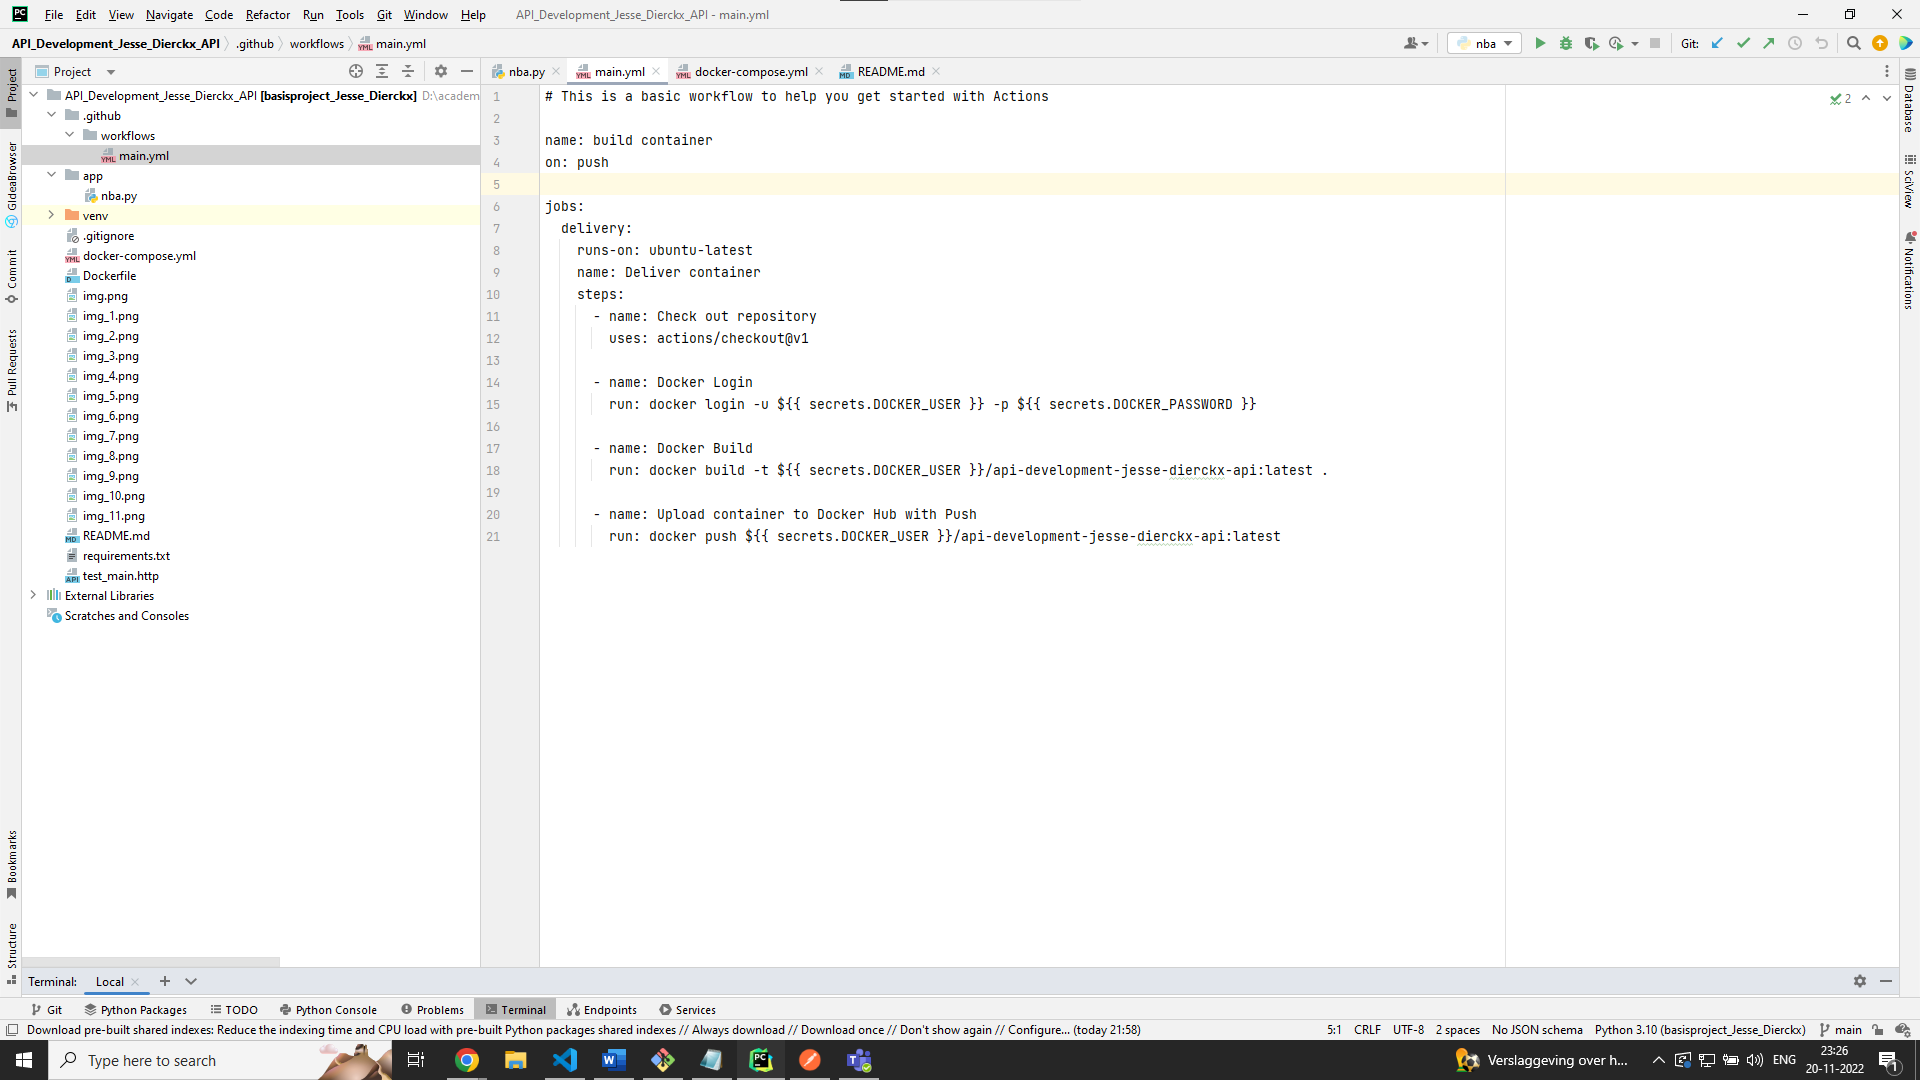 File Edit View Navigate Code Refactor Run Tools Git Window Help API_Development_Jesse_Dierckx_API - main.yml
API_Development_Jesse_Dierckx_API .github workflows main.yml
nba
Git:
Project
nba.py main.yml docker-compose.yml README.md
API_Development_Jesse_Dierckx_API [basisproject_Jesse_Dierckx] D:\academ
.github
workflows
main.yml
app
nba.py
venv
.gitignore
docker-compose.yml
Dockerfile
img.png
img_1.png
img_2.png
img_3.png
img_4.png
img_5.png
img_6.png
img_7.png
img_8.png
img_9.png
img_10.png
img_11.png
README.md
requirements.txt
test_main.http
External Libraries
Scratches and Consoles
1 # This is a basic workflow to help you get started with Actions
2
3 name: build container
4 on: push
5
6 jobs:
7 delivery:
8 runs-on: ubuntu-latest
9 name: Deliver container
10 steps:
11 - name: Check out repository
12 uses: actions/checkout@v1
13
14 - name: Docker Login
15 run: docker login -u ${{ secrets.DOCKER_USER }} -p ${{ secrets.DOCKER_PASSWORD }}
16
17 - name: Docker Build
18 run: docker build -t ${{ secrets.DOCKER_USER }}/api-development-jesse-dierckx-api:latest .
19
20 - name: Upload container to Docker Hub with Push
21 run: docker push ${{ secrets.DOCKER_USER }}/api-development-jesse-dierckx-api:latest
2
Project
GIdeaBrowser
Commit
Pull Requests
Bookmarks
Structure
Database
SciView
Notifications
Terminal: Local
Git Python Packages TODO Python Console Problems Terminal Endpoints Services
Download pre-built shared indexes: Reduce the indexing time and CPU load with pre-built Python packages shared indexes // Always download // Download once // Don't show again // Configure... (today 21:58)
5:1 CRLF UTF-8 2 spaces No JSON schema Python 3.10 (basisproject_Jesse_Dierckx) main
Type here to search
Verslaggeving over h...
ENG
23:26
20-11-2022
1